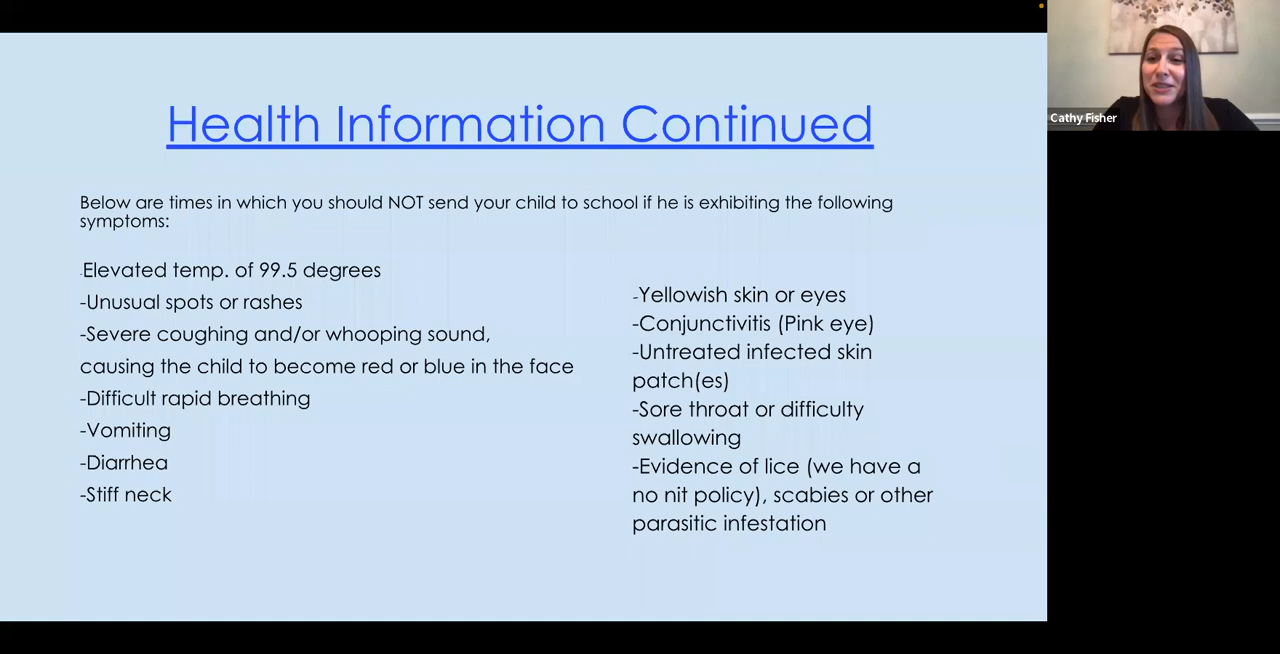 Health Information Continued
Below are times in which you should NOT send your child to school if he is exhibiting the following
symptoms:
-Elevated temp. of 99.5 degrees
-Unusual spots or rashes
-Severe coughing and/or whooping sound,
causing the child to become red or blue in the face
-Difficult rapid breathing
-Vomiting
-Diarrhea
-Stiff neck
-Yellowish skin or eyes
-Conjunctivitis (Pink eye)
-Untreated infected skin
patch(es)
-Sore throat or difficulty
swallowing
-Evidence of lice (we have a
no nit policy), scabies or other
parasitic infestation
Cathy Fisher